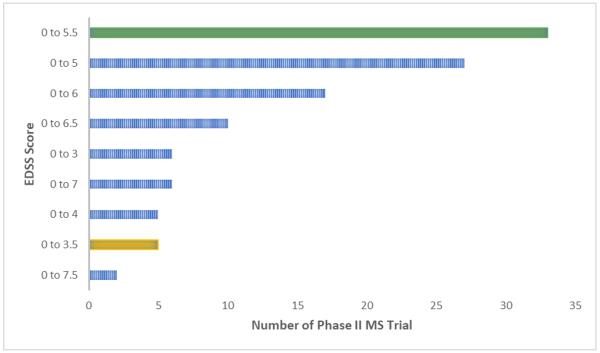 0 to 5.5
0 to 5
0 to 6
0 to 6.5
0 to 3
0 to 7
0 to 4
0 to 3.5
0 to 7.5
EDSS Score
0 5 10 15 20 25 30 35
Number of Phase II MS Trial